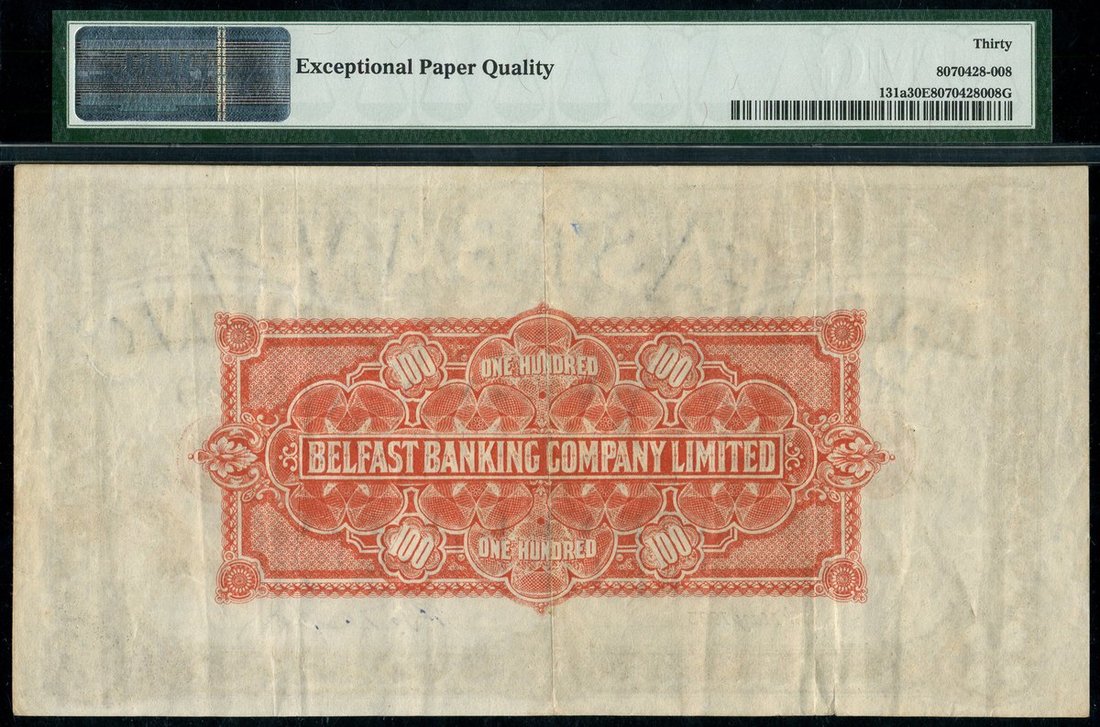 Exceptional Paper Quality
Thirty
8070428-008
131a30E8070428008G
100 ONE HUNDRED 100
BELFAST BANKING COMPANY LIMITED
100 ONE HUNDRED 100